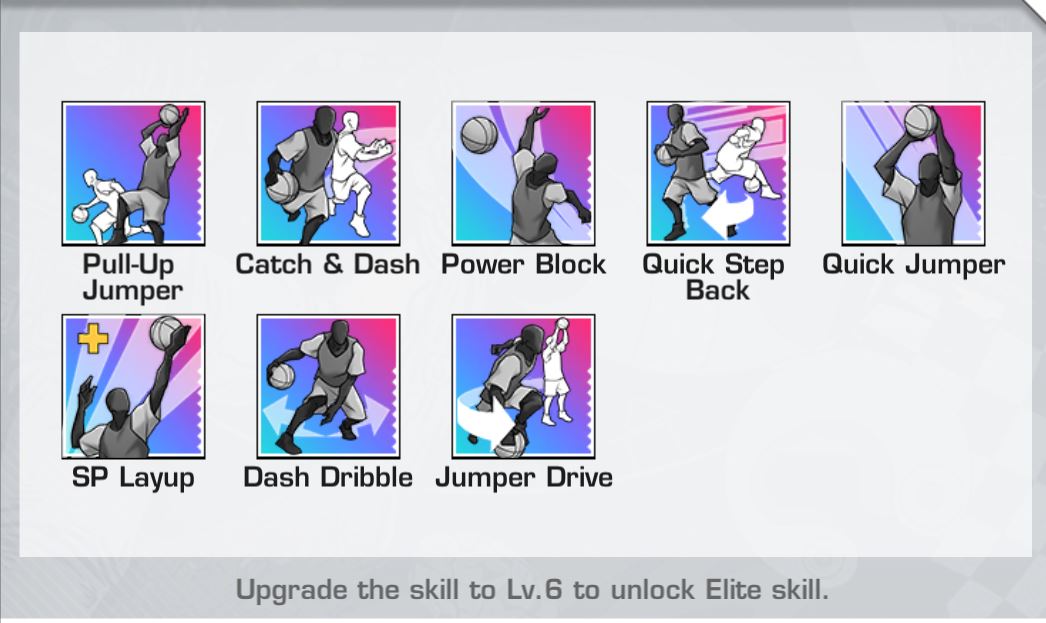 Pull-Up
Jumper
Catch & Dash
Power Block
Quick Step
Back
Quick Jumper
SP Layup
Dash Dribble
Jumper Drive
Upgrade the skill to Lv.6 to unlock Elite skill.